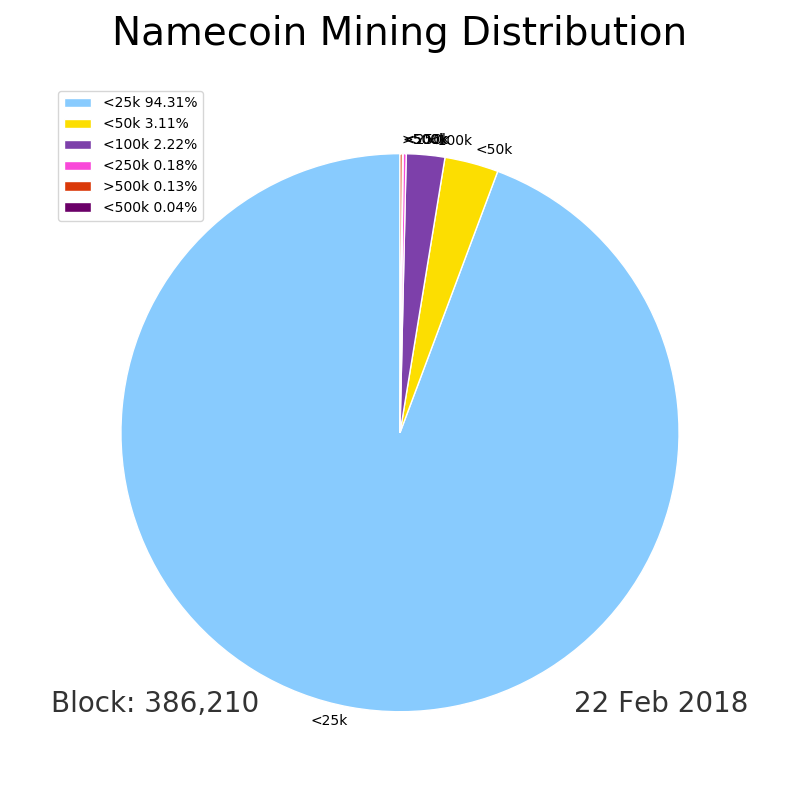 Namecoin Mining Distribution
<25k 94.31%
<50k 3.11%
<100k 2.22%
<250k 0.18%
>500k 0.13%
<500k 0.04%
<50k
<25k
Block: 386,210
22 Feb 2018